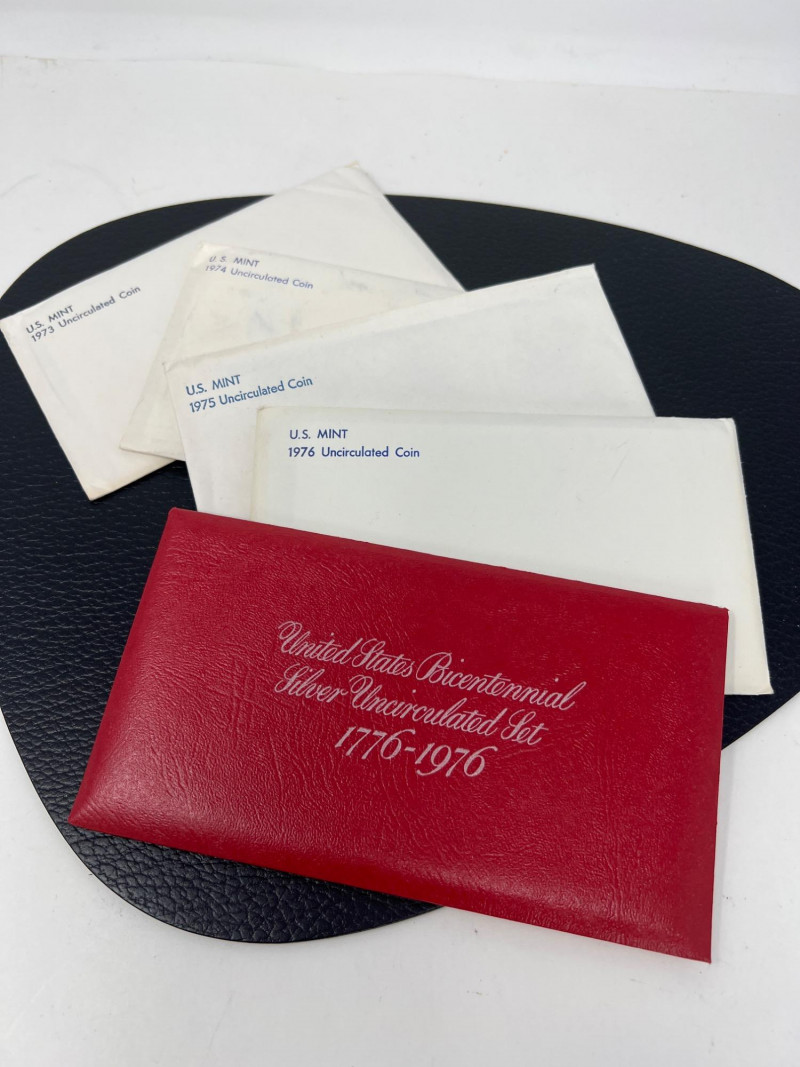 U.S. MINT
1973 Uncirculated Coin
U.S. MINT
1974 Uncirculated Coin
U.S. MINT
1975 Uncirculated Coin
U.S. MINT
1976 Uncirculated Coin
United States Bicentennial
Silver Uncirculated Set
1776-1976